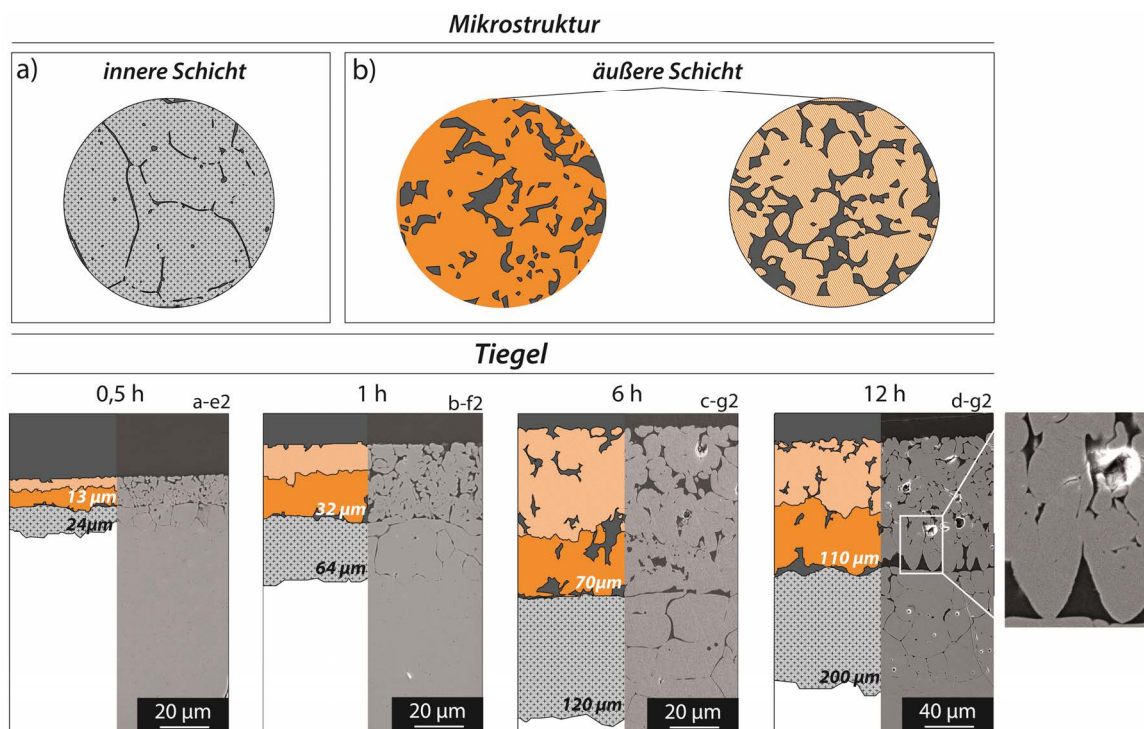 Mikrostruktur
a)
innere Schicht
b)
äußere Schicht
Tiegel
0,5 h
a-e2
1 h
b-f2
6 h
c-g2
12 h
d-g2
13 µm
24µm
32 µm
64 µm
70µm
120 µm
110 µm
200 µm
20 µm
20 µm
20 µm
40 µm